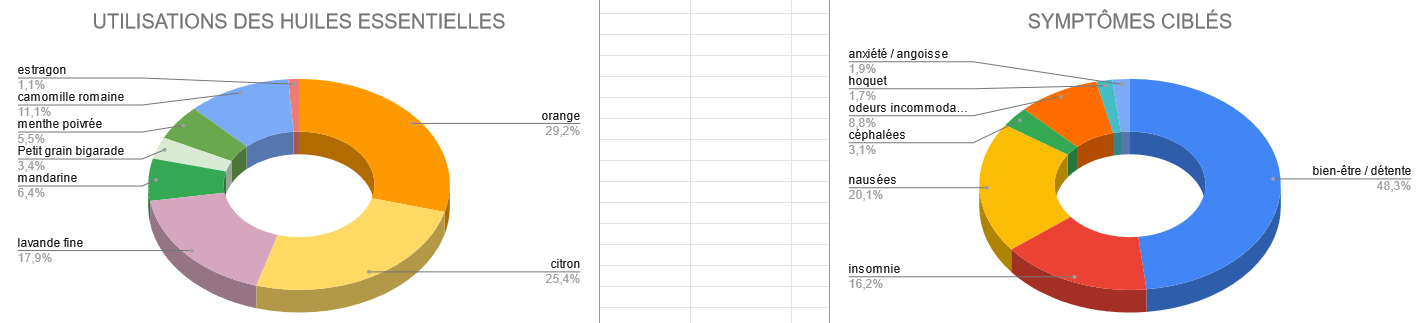 UTILISATIONS DES HUILES ESSENTIELLES
estragon
1,1%
camomille romaine
11,1%
menthe poivrée
5,5%
Petit grain bigarade
3,4%
mandarine
6,4%
lavande fine
17,9%
orange
29,2%
citron
25,4%
SYMPTÔMES CIBLÉS
anxiété / angoisse
1,9%
hoquet
1,7%
odeurs incommoda…
8,8%
céphalées
3,1%
nausées
20,1%
insomnie
16,2%
bien-être / détente
48,3%